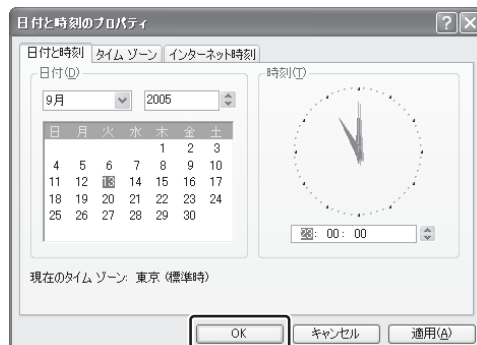 日付と時刻のプロパティ
日付と時刻 タイム ゾーン インターネット時刻
日付(D)
9月 2005
日 月 火 水 木 金 土
1 2 3
4 5 6 7 8 9 10
11 12 13 14 15 16 17
18 19 20 21 22 23 24
25 26 27 28 29 30
時刻(T)
23: 00: 00
現在のタイム ゾーン: 東京 (標準時)
OK キャンセル 適用(A)